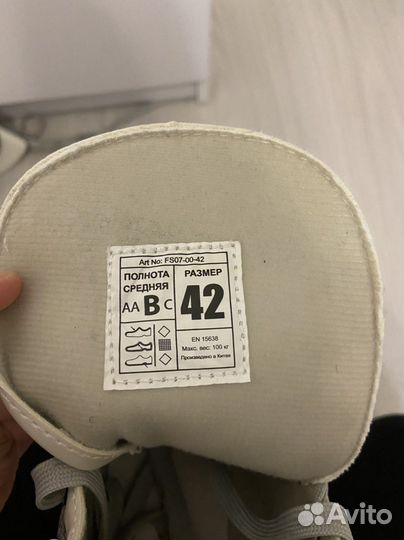 Art No: FS07-00-42
ПОЛНОТА СРЕДНЯЯ
AA B C
РАЗМЕР
42
EN 15638
Макс. вес: 100 кг
Произведено в Китае
Avito